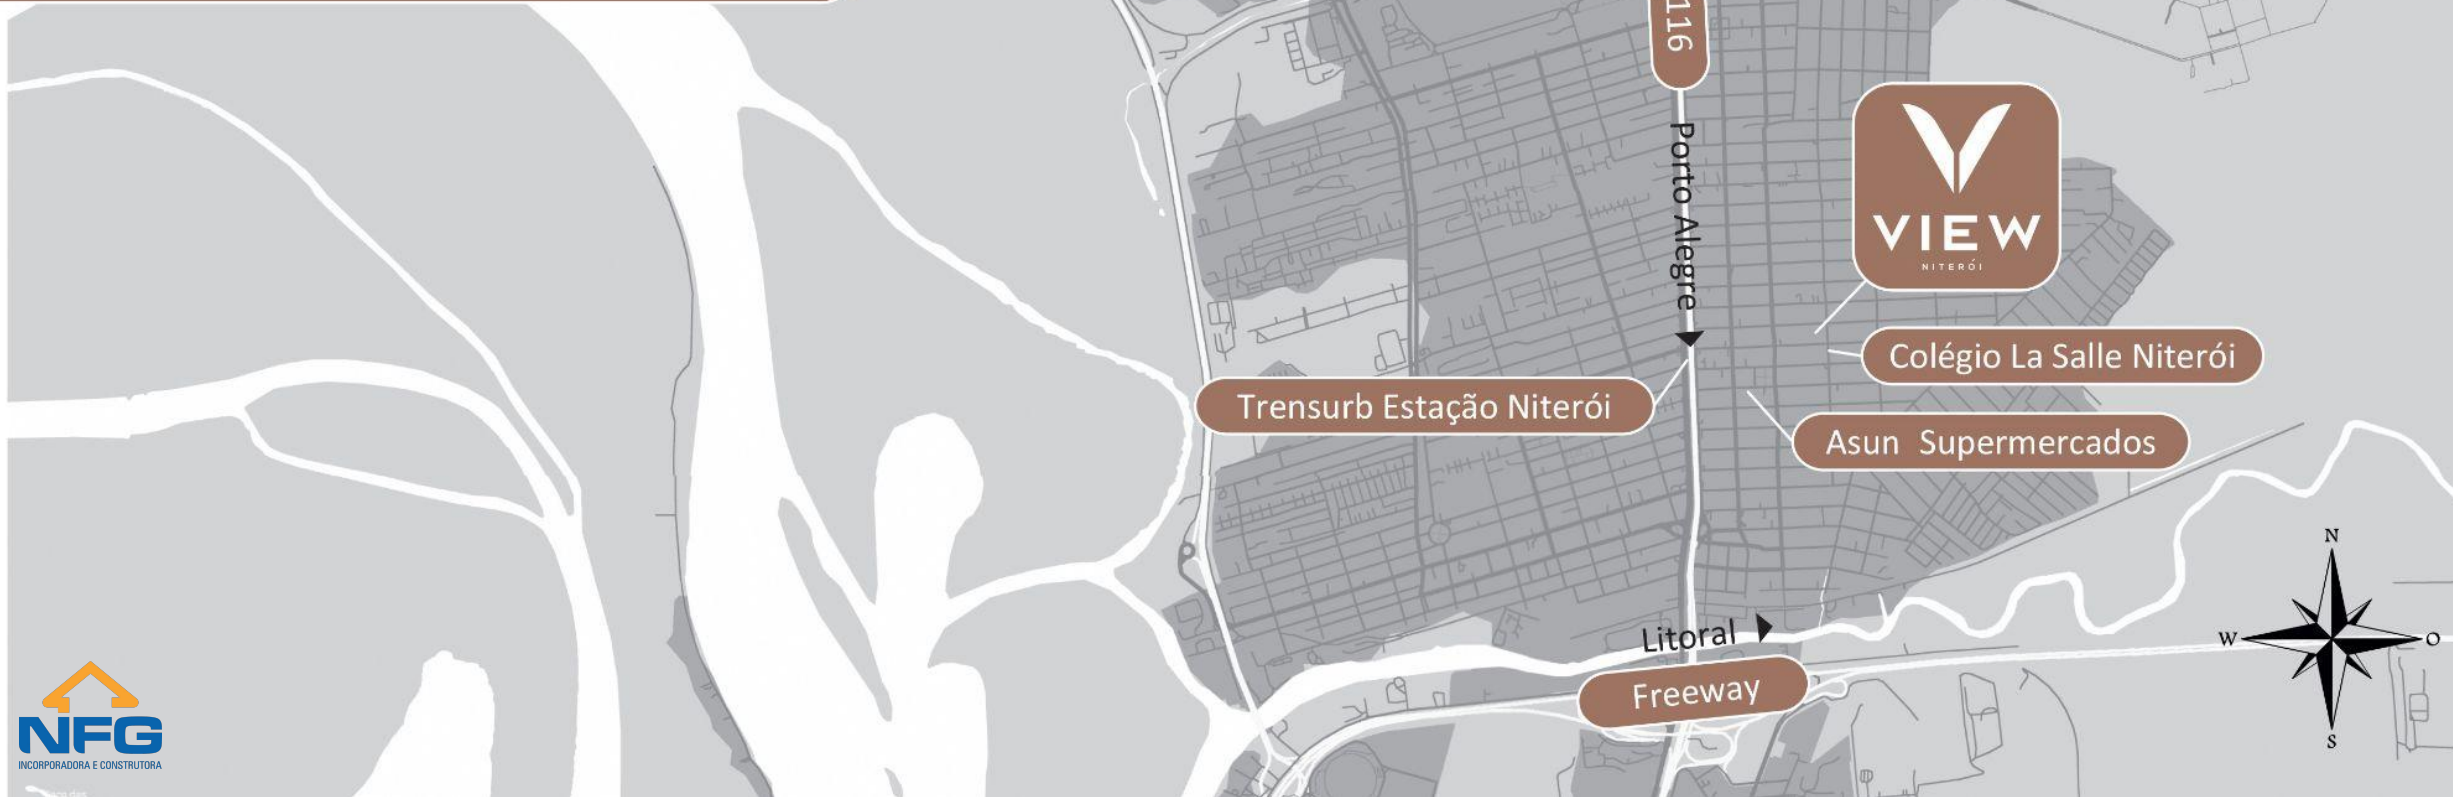 116
Porto Alegre
VIEW
NITERÓI
Colégio La Salle Niterói
Trensurb Estação Niterói
Asun Supermercados
N
W
O
S
Litoral
Freeway
NFG
INCORPORADORA E CONSTRUTORA